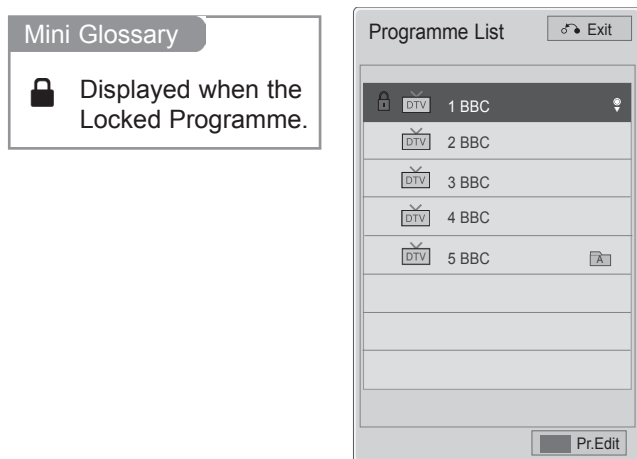 Mini Glossary
Displayed when the
Locked Programme.
Programme List
Exit
DTV 1 BBC
DTV 2 BBC
DTV 3 BBC
DTV 4 BBC
DTV 5 BBC A
Pr.Edit